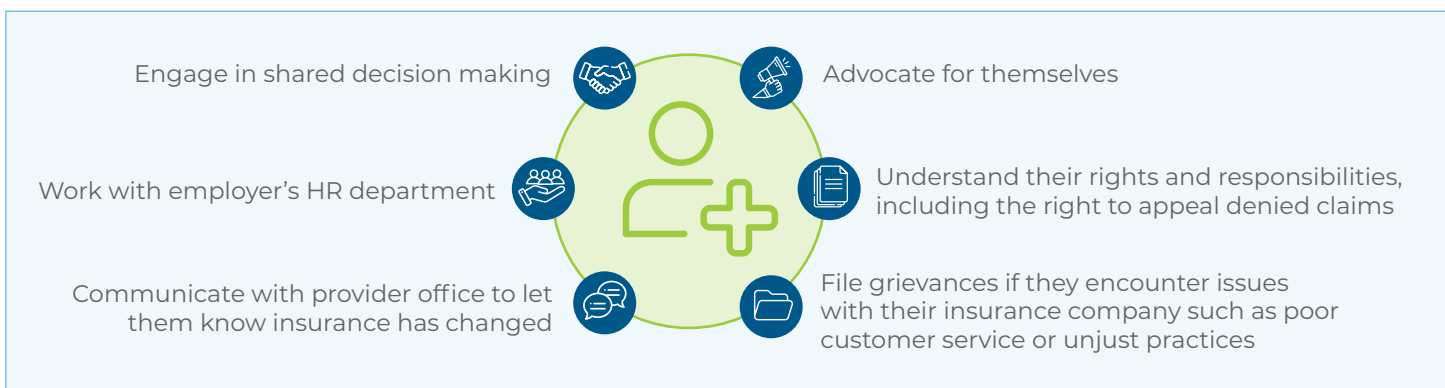 Engage in shared decision making
Advocate for themselves
Work with employer’s HR department
Understand their rights and responsibilities,
including the right to appeal denied claims
Communicate with provider office to let
them know insurance has changed
File grievances if they encounter issues
with their insurance company such as poor
customer service or unjust practices